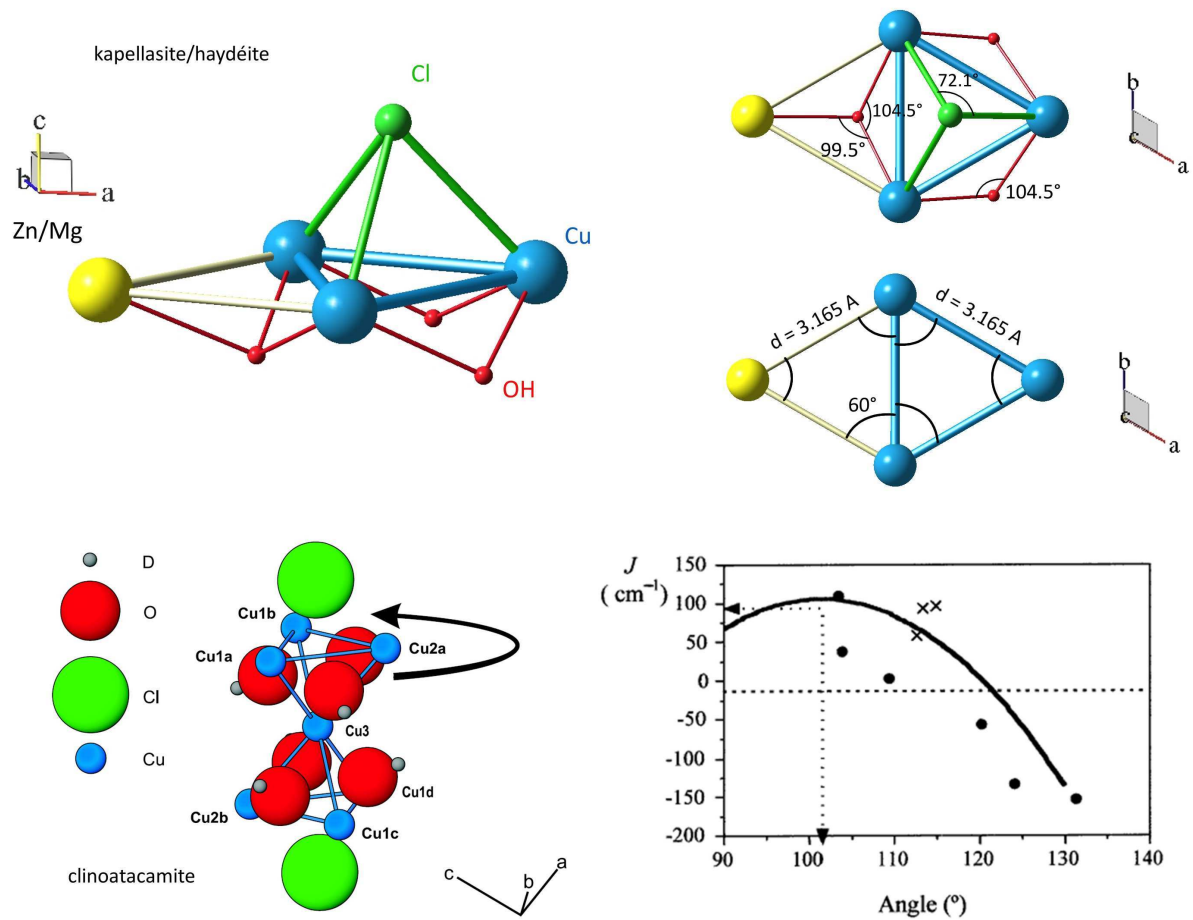 kapellasite/haydéite
Cl
c
b
a
Zn/Mg
Cu
OH
72.1°
104.5°
99.5°
104.5°
b
c
a
d = 3.165 A
d = 3.165 A
60°
b
c
a
D
O
Cl
Cu
Cu1b
Cu2a
Cu1a
Cu3
Cu1d
Cu2b
Cu1c
clinoatacamite
c
b
a
J
( cm⁻¹)
150
100
50
0
-50
-100
-150
-200
90
100
110
120
130
140
Angle (º)